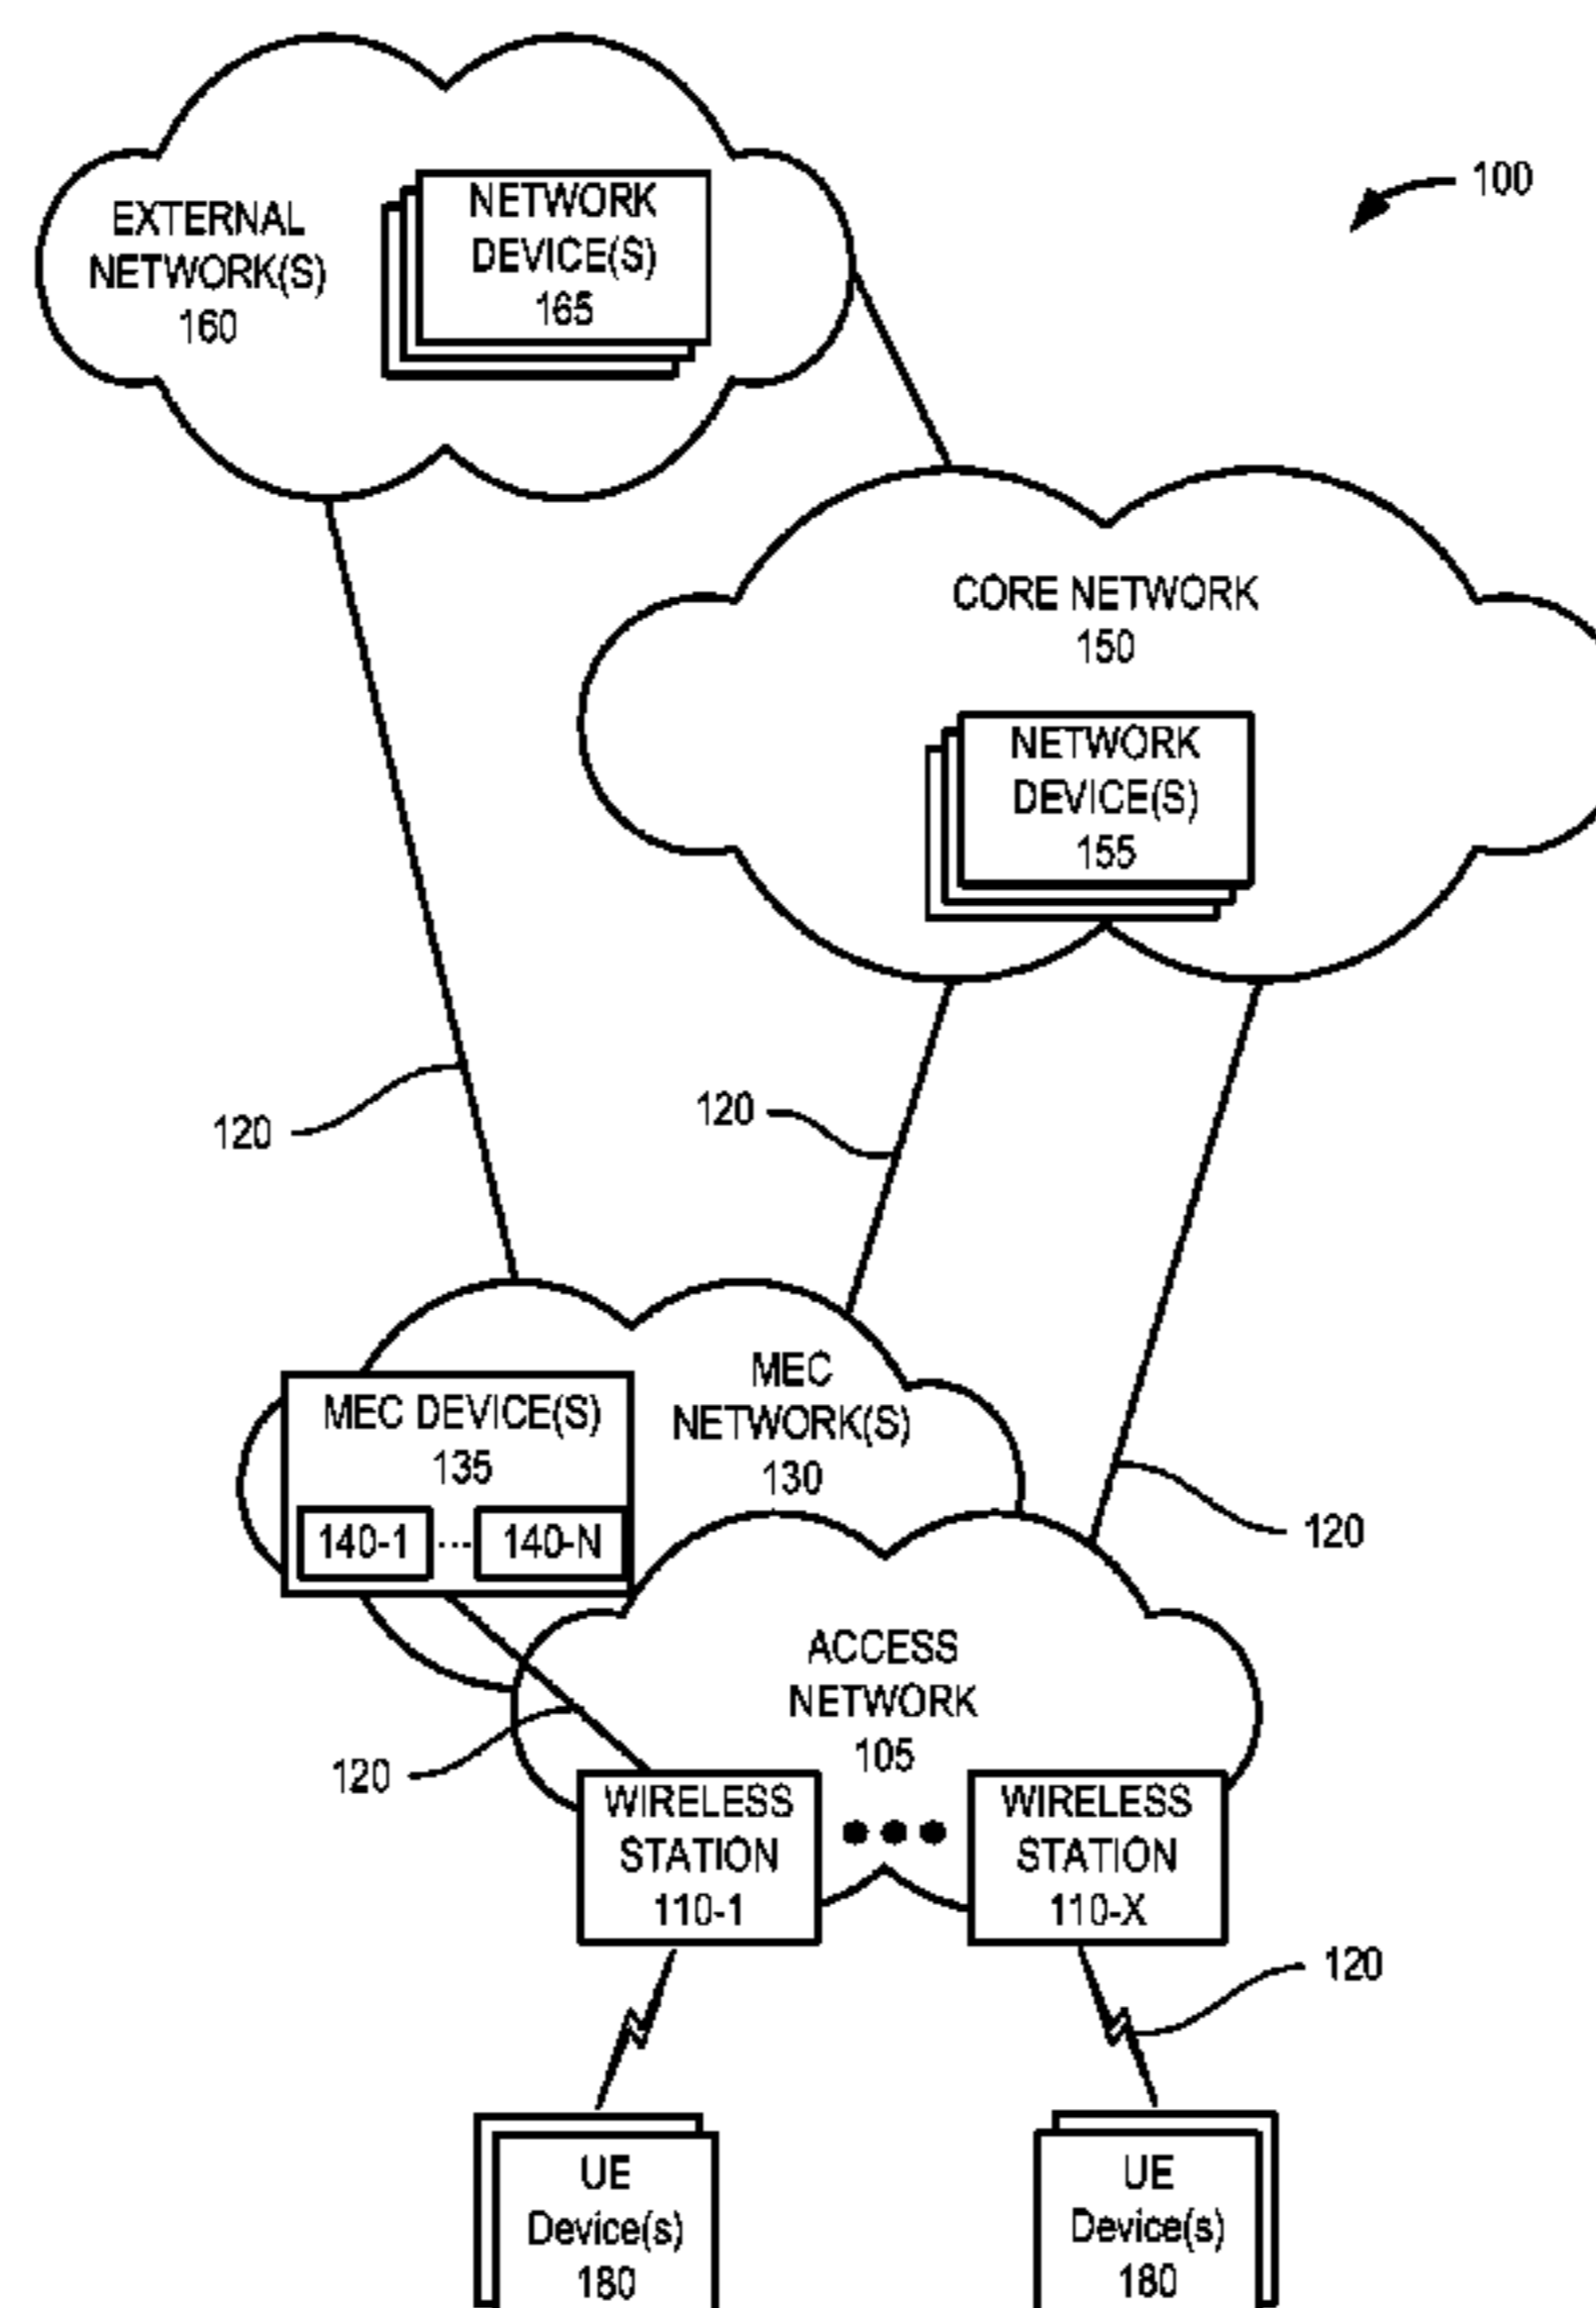 100
EXTERNAL
NETWORK(S)
160
NETWORK
DEVICE(S)
165
CORE NETWORK
150
NETWORK
DEVICE(S)
155
120
120
MEC DEVICE(S)
135
140-1 ... 140-N
MEC
NETWORK(S)
130
120
ACCESS
NETWORK
105
120
WIRELESS
STATION
110-1
WIRELESS
STATION
110-X
120
UE
Device(s)
180
UE
Device(s)
180